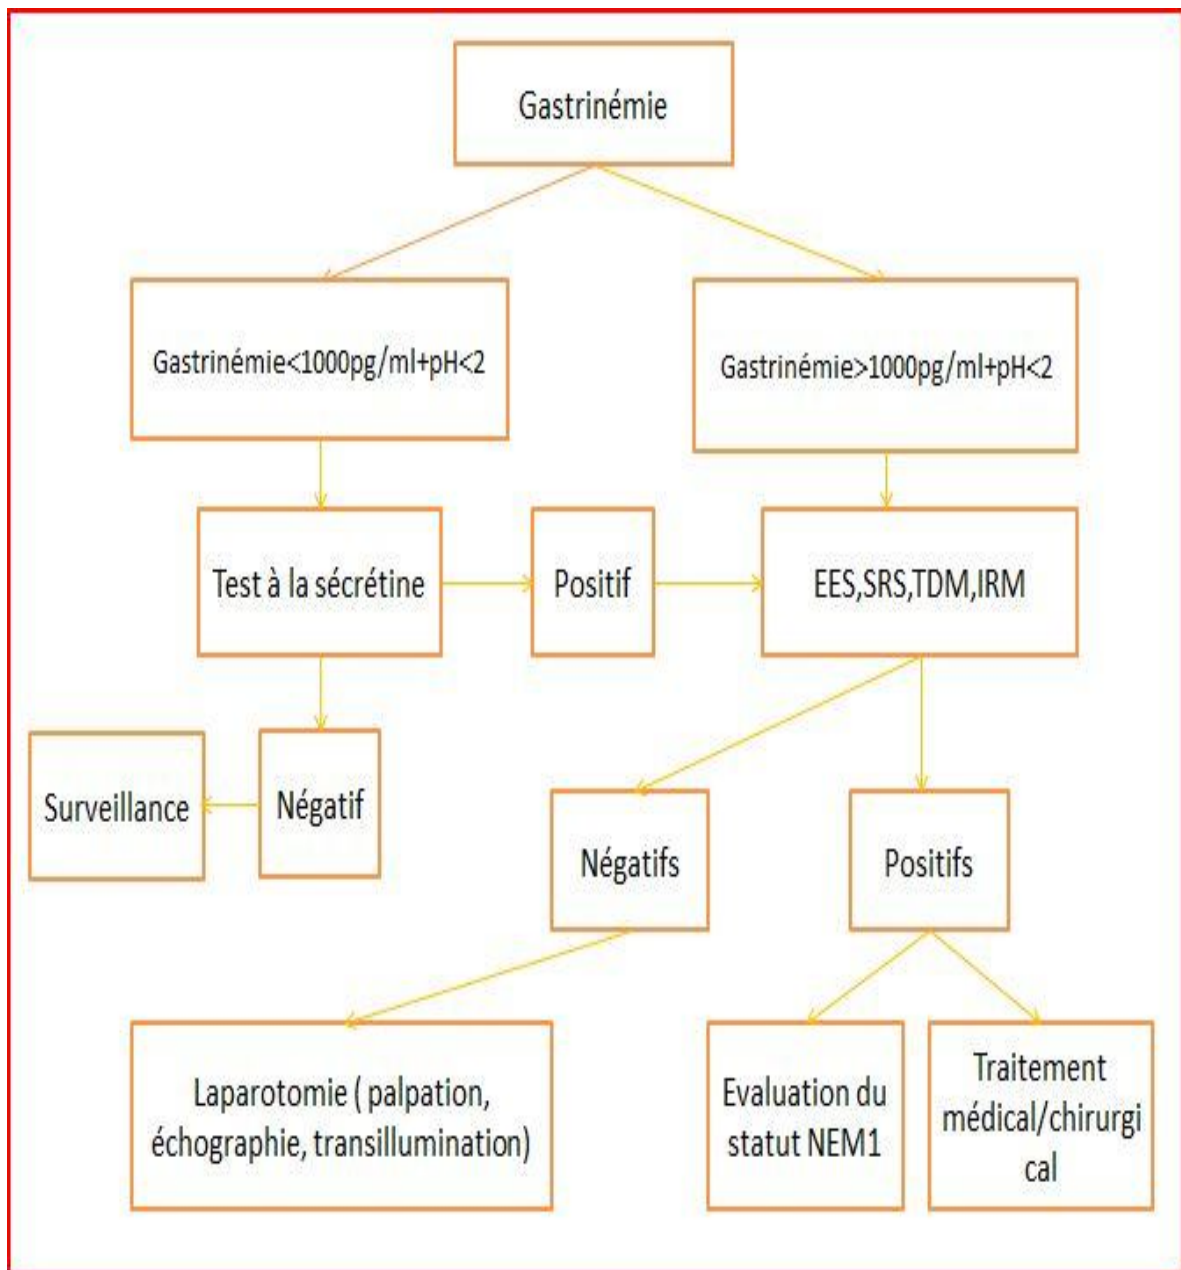 Gastrinémie
Gastrinémie<1000pg/ml+pH<2
Gastrinémie>1000pg/ml+pH<2
Test à la sécrétine
Positif
EES,SRS,TDM,IRM
Surveillance
Négatif
Négatifs
Positifs
Laparotomie ( palpation,
échographie, transillumination)
Evaluation du
statut NEM1
Traitement
médical/chirurgi
cal